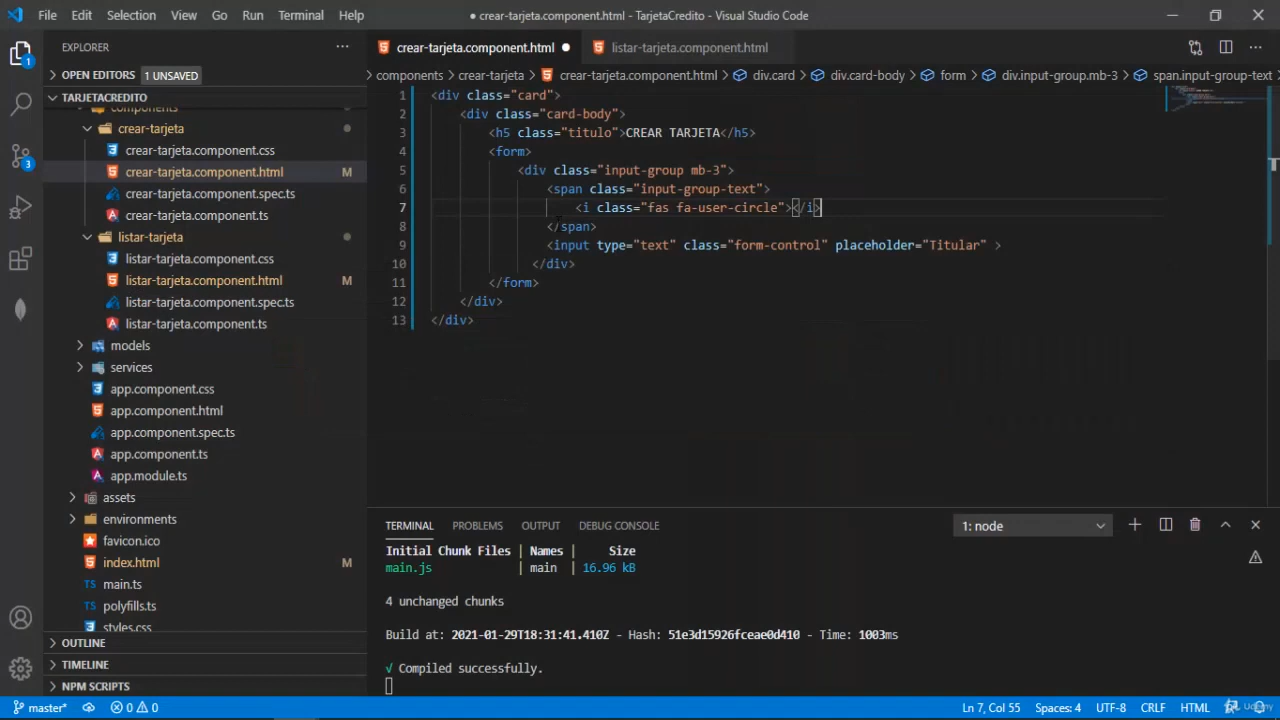 File Edit Selection View Go Run Terminal Help
● crear-tarjeta.component.html - TarjetaCredito - Visual Studio Code
EXPLORER
crear-tarjeta.component.html
listar-tarjeta.component.html
OPEN EDITORS 1 UNSAVED
components > crear-tarjeta > crear-tarjeta.component.html > div.card > div.card-body > form > div.input-group.mb-3 > span.input-group-text
TARJETACREDITO
components
crear-tarjeta
crear-tarjeta.component.css
crear-tarjeta.component.html M
crear-tarjeta.component.spec.ts
crear-tarjeta.component.ts
listar-tarjeta
listar-tarjeta.component.css
listar-tarjeta.component.html M
listar-tarjeta.component.spec.ts
listar-tarjeta.component.ts
models
services
app.component.css
app.component.html
app.component.spec.ts
app.component.ts
app.module.ts
assets
environments
favicon.ico
index.html M
main.ts
polyfills.ts
styles.css
OUTLINE
TIMELINE
NPM SCRIPTS
1 <div class="card">
2 <div class="card-body">
3 <h5 class="titulo">CREAR TARJETA</h5>
4 <form>
5 <div class="input-group mb-3">
6 <span class="input-group-text">
7 <i class="fas fa-user-circle"></i>
8 </span>
9 <input type="text" class="form-control" placeholder="Titular" >
10 </div>
11 </form>
12 </div>
13 </div>
TERMINAL PROBLEMS OUTPUT DEBUG CONSOLE 1: node
Initial Chunk Files | Names | Size
main.js | main | 16.96 kB
4 unchanged chunks
Build at: 2021-01-29T18:31:41.410Z - Hash: 51e3d15926fceae0d410 - Time: 1003ms
√ Compiled successfully.
master* 0 0 Ln 7, Col 55 Spaces: 4 UTF-8 CRLF HTML Udemy
1
3